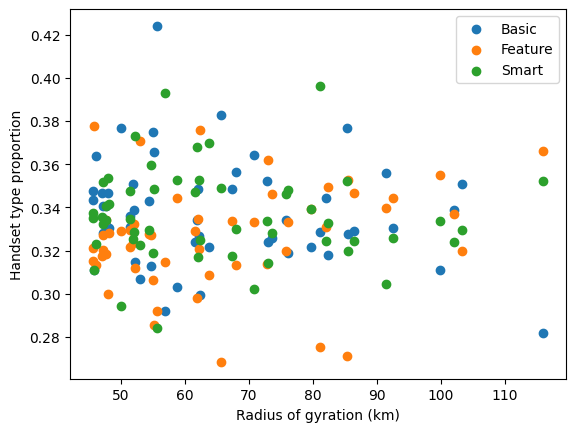 Basic
Feature
Smart
Handset type proportion
0.42
0.40
0.38
0.36
0.34
0.32
0.30
0.28
50 60 70 80 90 100 110
Radius of gyration (km)